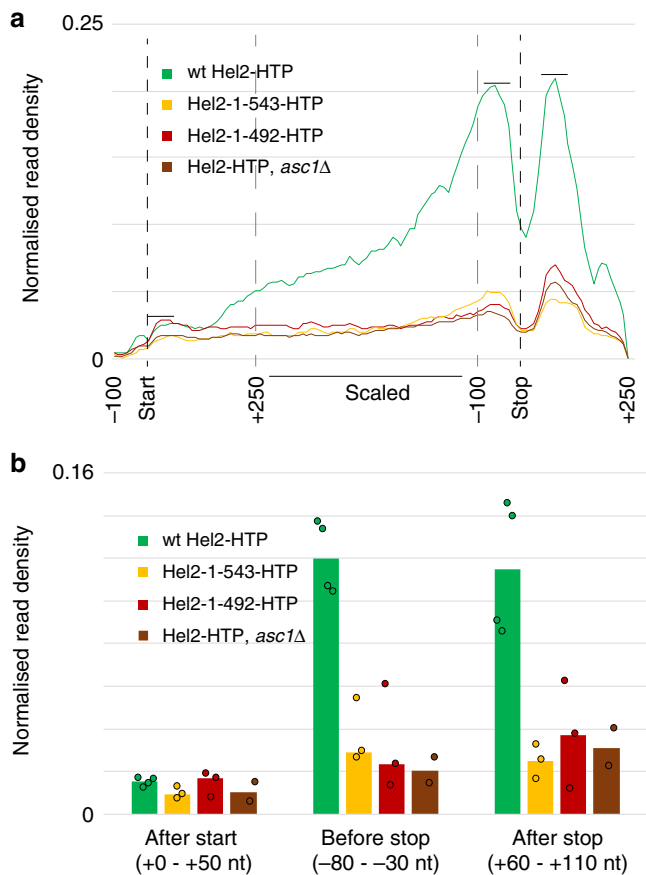 a
0.25
Normalised read density
wt Hel2-HTP
Hel2-1-543-HTP
Hel2-1-492-HTP
Hel2-HTP, asc1Δ
0
–100
Start
+250
Scaled
–100
Stop
+250
b
0.16
Normalised read density
wt Hel2-HTP
Hel2-1-543-HTP
Hel2-1-492-HTP
Hel2-HTP, asc1Δ
0
After start
(+0 - +50 nt)
Before stop
(–80 - –30 nt)
After stop
(+60 - +110 nt)